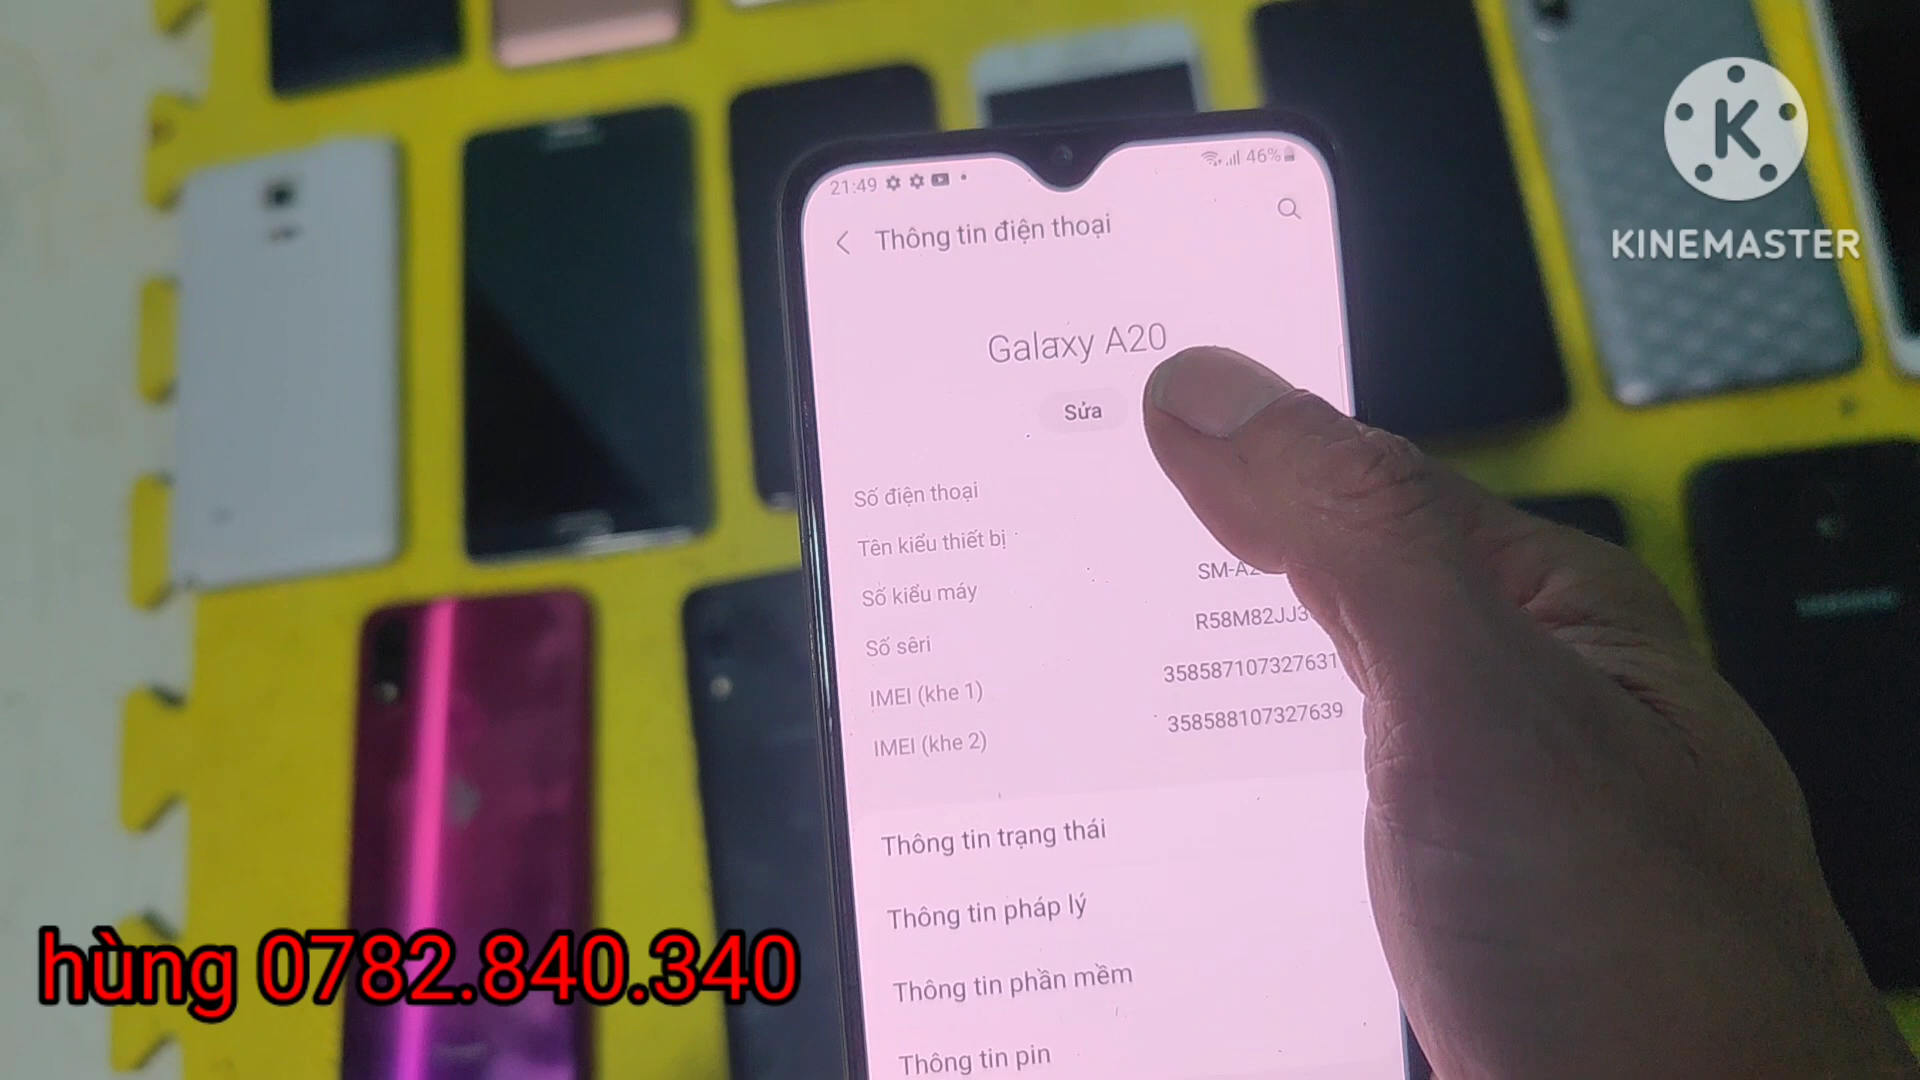 21:49
46%
Thông tin điện thoại
Galaxy A20
Sửa
Số điện thoại
Tên kiểu thiết bị
Số kiểu máy
SM-A2
Số sêri
R58M82JJ3
IMEI (khe 1)
358587107327631
IMEI (khe 2)
358588107327639
Thông tin trạng thái
Thông tin pháp lý
Thông tin phần mềm
Thông tin pin
K
KINEMASTER
hùng 0782.840.340